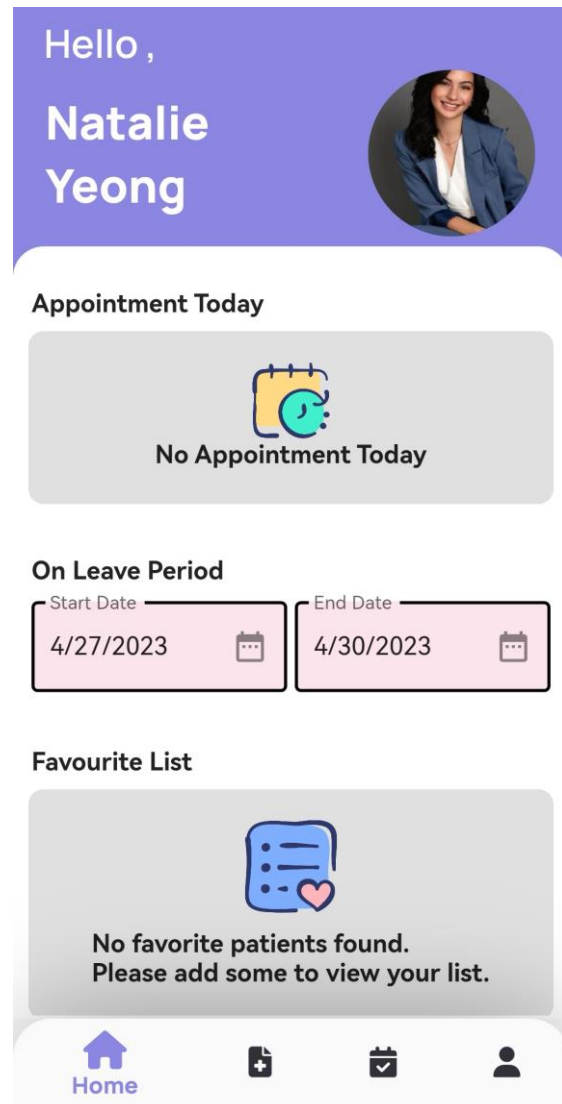 Hello ,
Natalie
Yeong
Appointment Today
No Appointment Today
On Leave Period
Start Date
4/27/2023
End Date
4/30/2023
Favourite List
No favorite patients found.
Please add some to view your list.
Home